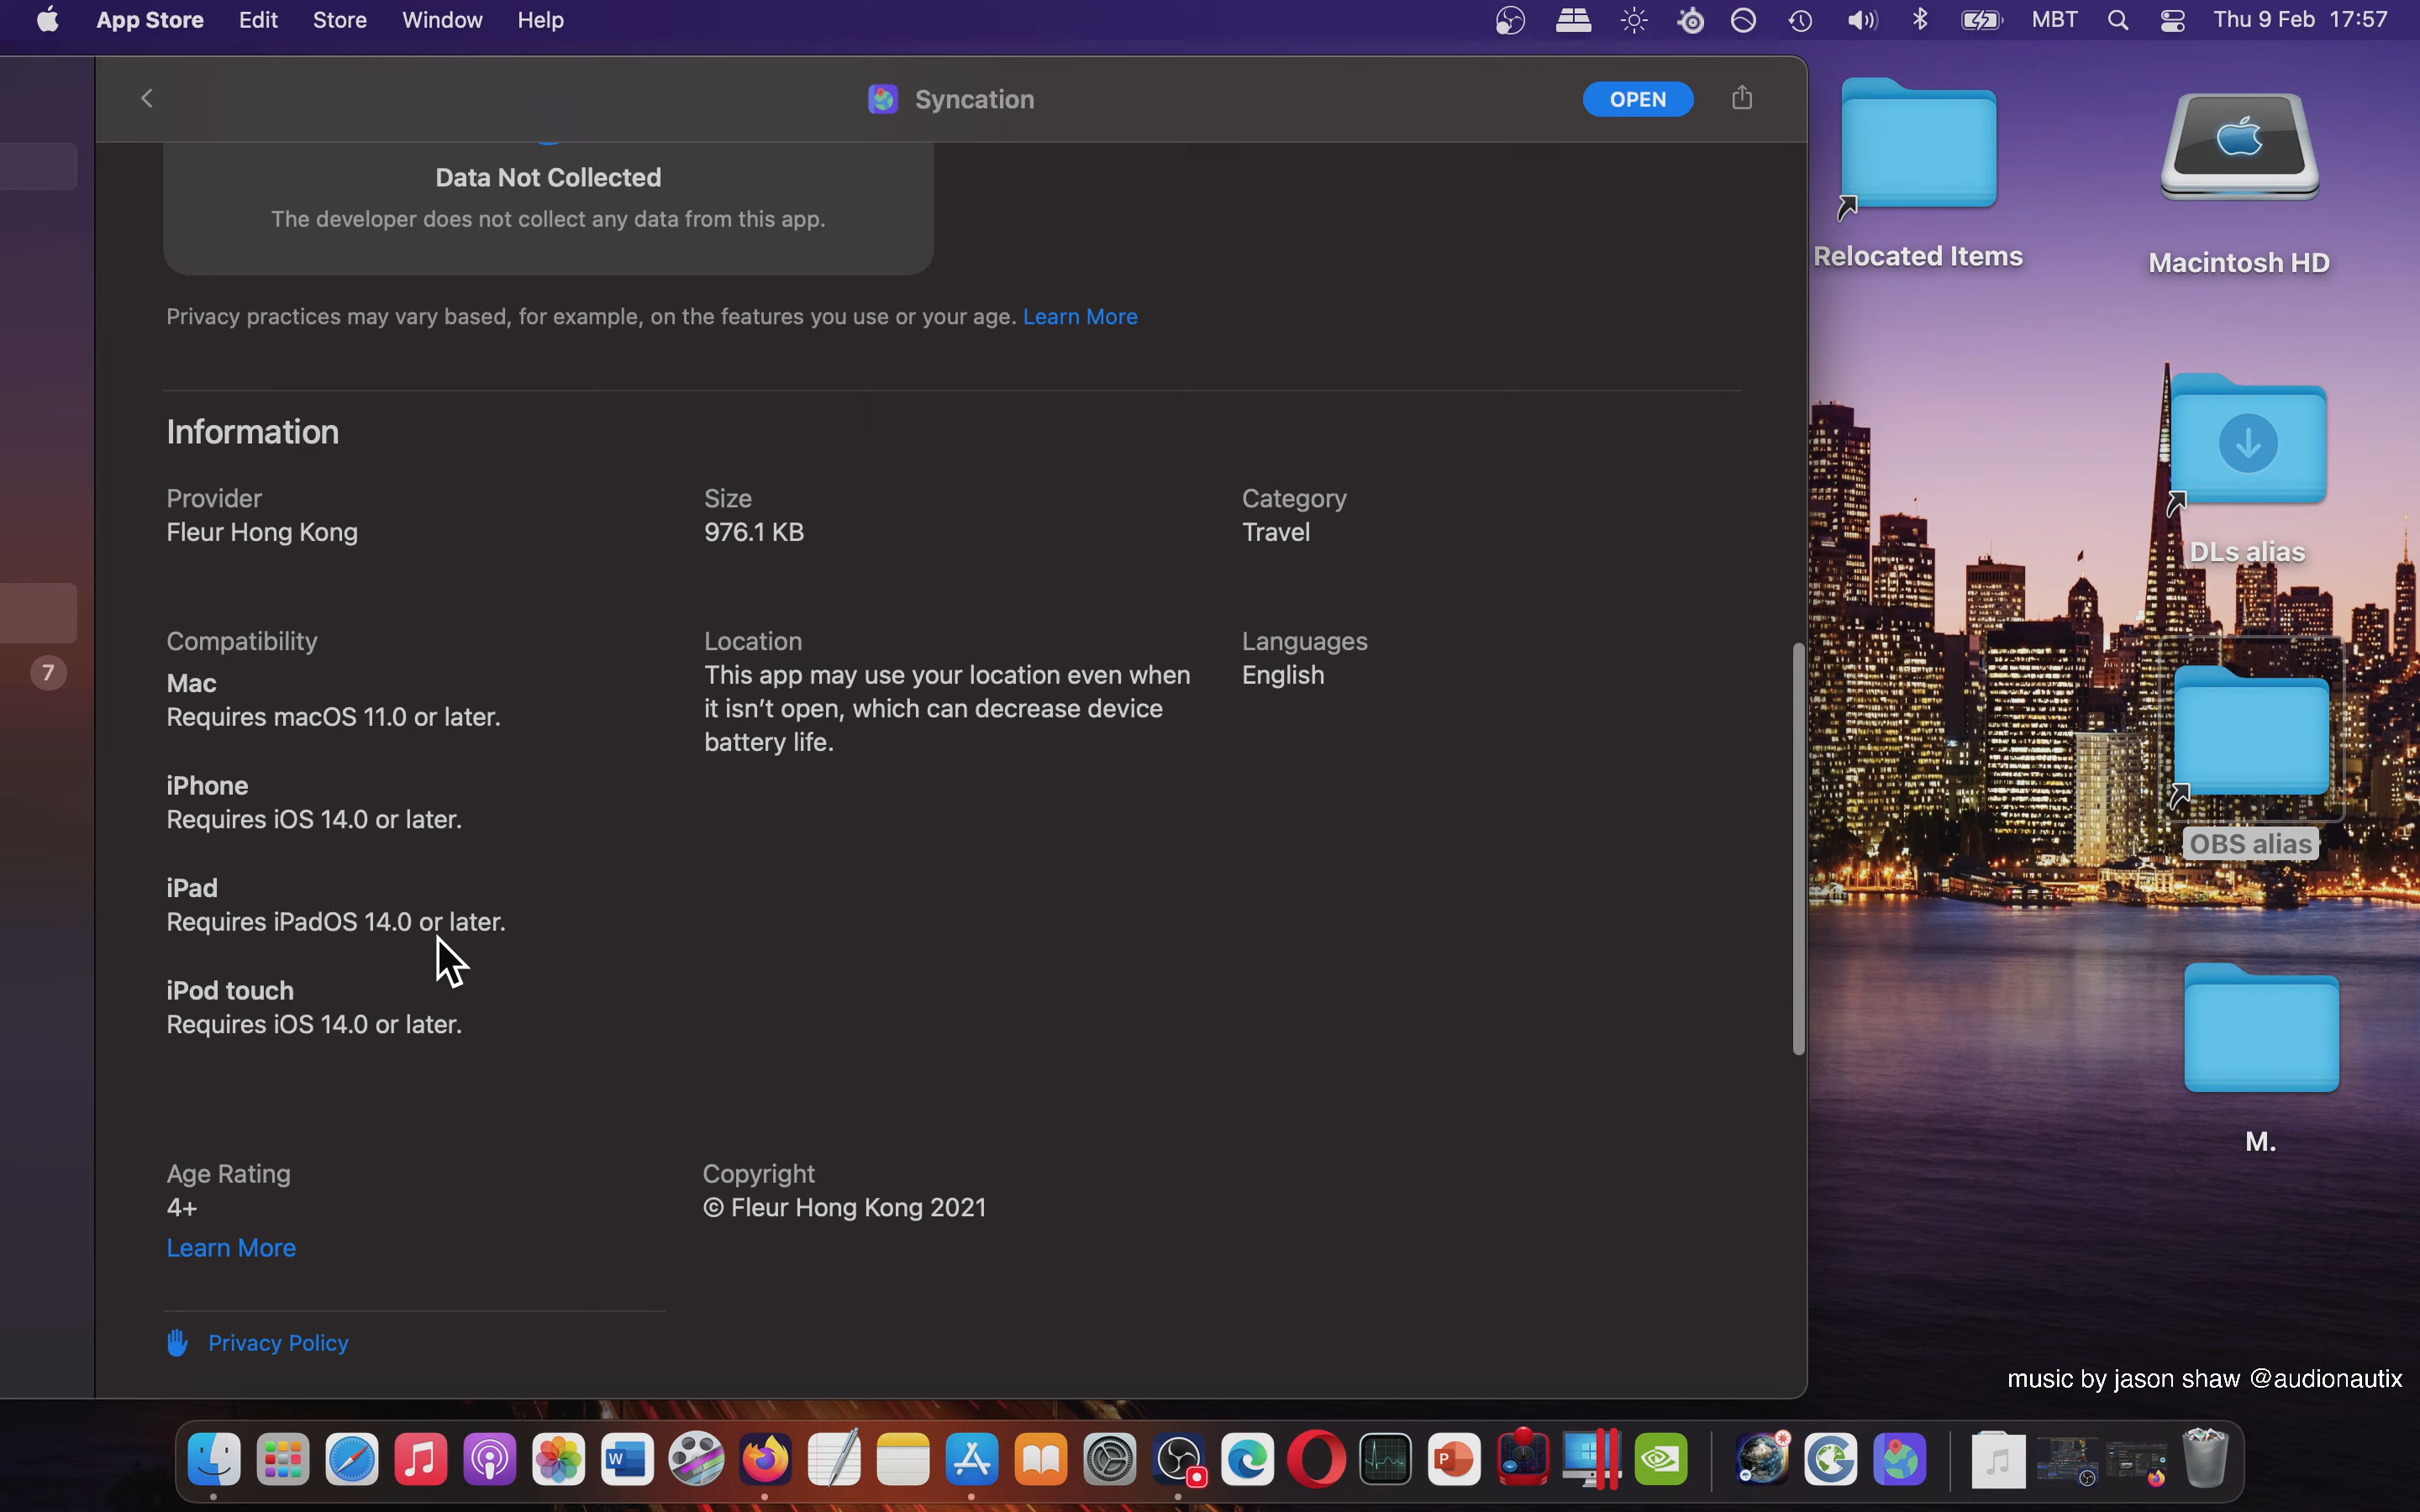 App Store Edit Store Window Help MBT Thu 9 Feb 17:57
Syncation
OPEN
Data Not Collected
The developer does not collect any data from this app.
Privacy practices may vary based, for example, on the features you use or your age. Learn More
Information
Provider
Fleur Hong Kong
Size
976.1 KB
Category
Travel
Compatibility
Mac
Requires macOS 11.0 or later.
iPhone
Requires iOS 14.0 or later.
iPad
Requires iPadOS 14.0 or later.
iPod touch
Requires iOS 14.0 or later.
Location
This app may use your location even when
it isn't open, which can decrease device
battery life.
Languages
English
7
Age Rating
4+
Learn More
Copyright
© Fleur Hong Kong 2021
Privacy Policy
Relocated Items
Macintosh HD
DLs alias
OBS alias
M.
music by jason shaw @audionautix
W
P